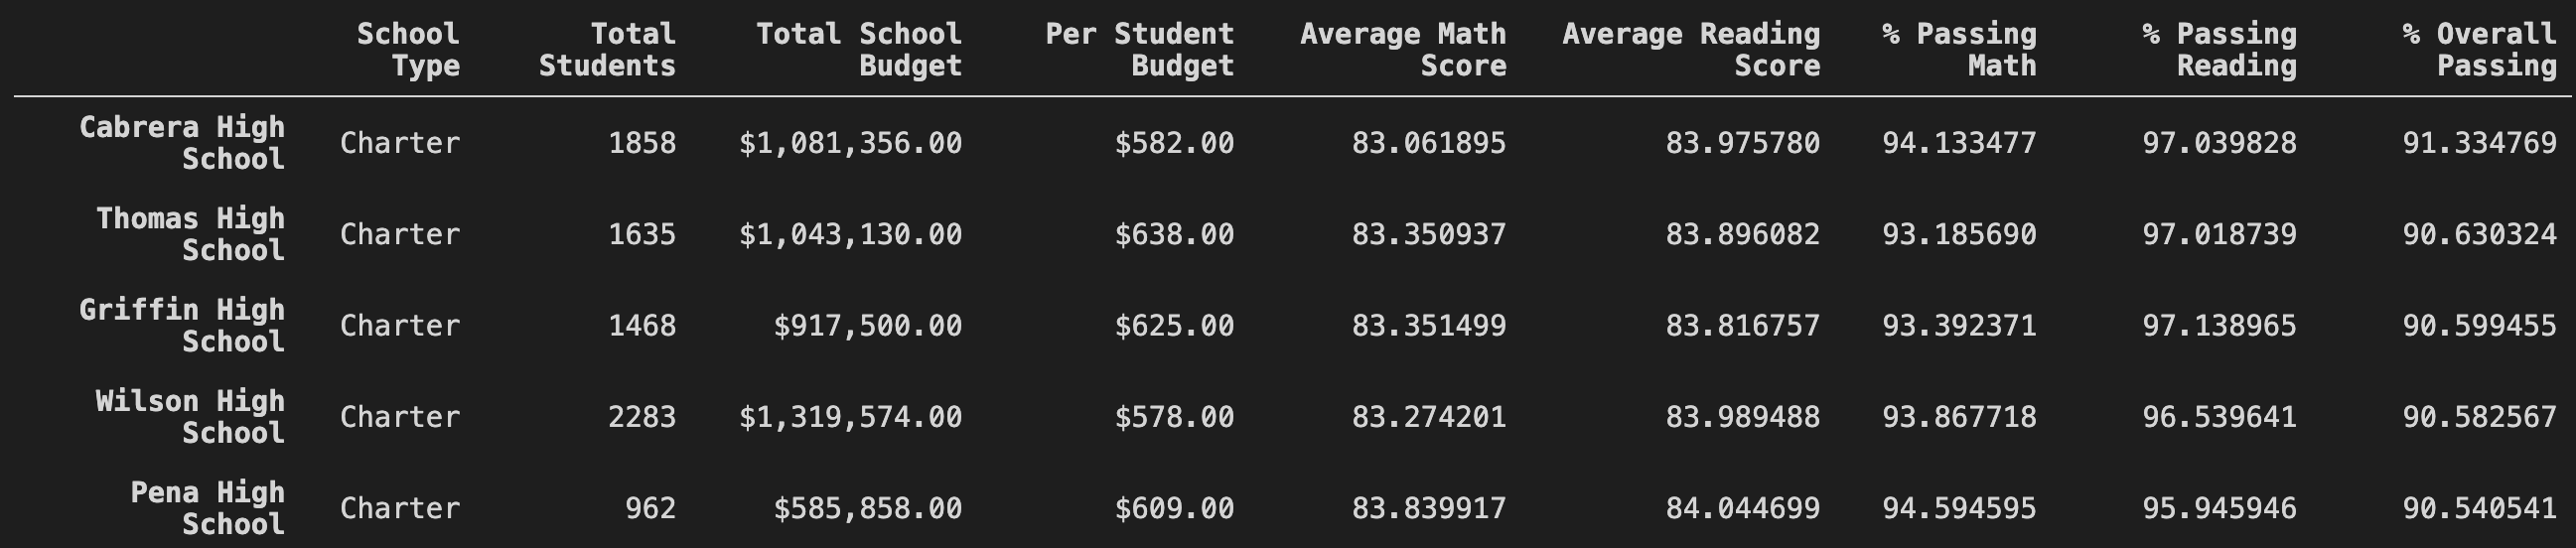 School Type Total Students Total School Budget Per Student Budget Average Math Score Average Reading Score % Passing Math % Passing Reading % Overall Passing
Cabrera High School Charter 1858 $1,081,356.00 $582.00 83.061895 83.975780 94.133477 97.039828 91.334769
Thomas High School Charter 1635 $1,043,130.00 $638.00 83.350937 83.896082 93.185690 97.018739 90.630324
Griffin High School Charter 1468 $917,500.00 $625.00 83.351499 83.816757 93.392371 97.138965 90.599455
Wilson High School Charter 2283 $1,319,574.00 $578.00 83.274201 83.989488 93.867718 96.539641 90.582567
Pena High School Charter 962 $585,858.00 $609.00 83.839917 84.044699 94.594595 95.945946 90.540541